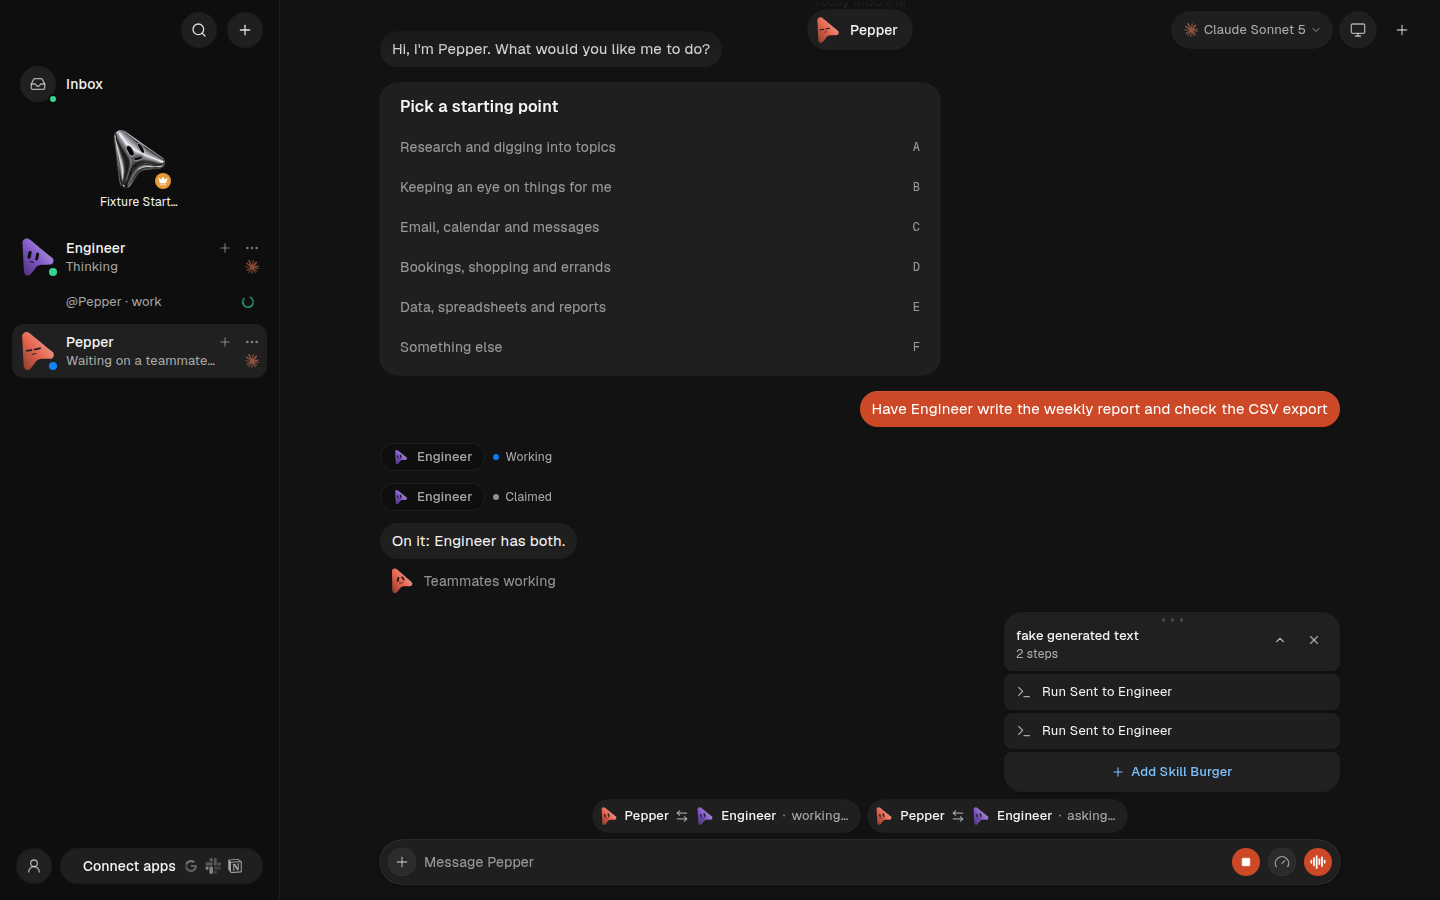 Inbox
Fixture Start...
Engineer
Thinking
@Pepper · work
Pepper
Waiting on a teammate...
Connect apps
Pepper
Claude Sonnet 5
Hi, I'm Pepper. What would you like me to do?
Pick a starting point
Research and digging into topics A
Keeping an eye on things for me B
Email, calendar and messages C
Bookings, shopping and errands D
Data, spreadsheets and reports E
Something else F
Have Engineer write the weekly report and check the CSV export
Engineer Working
Engineer Claimed
On it: Engineer has both.
Teammates working
fake generated text
2 steps
Run Sent to Engineer
Run Sent to Engineer
Add Skill Burger
Pepper Engineer · working...
Pepper Engineer · asking...
Message Pepper